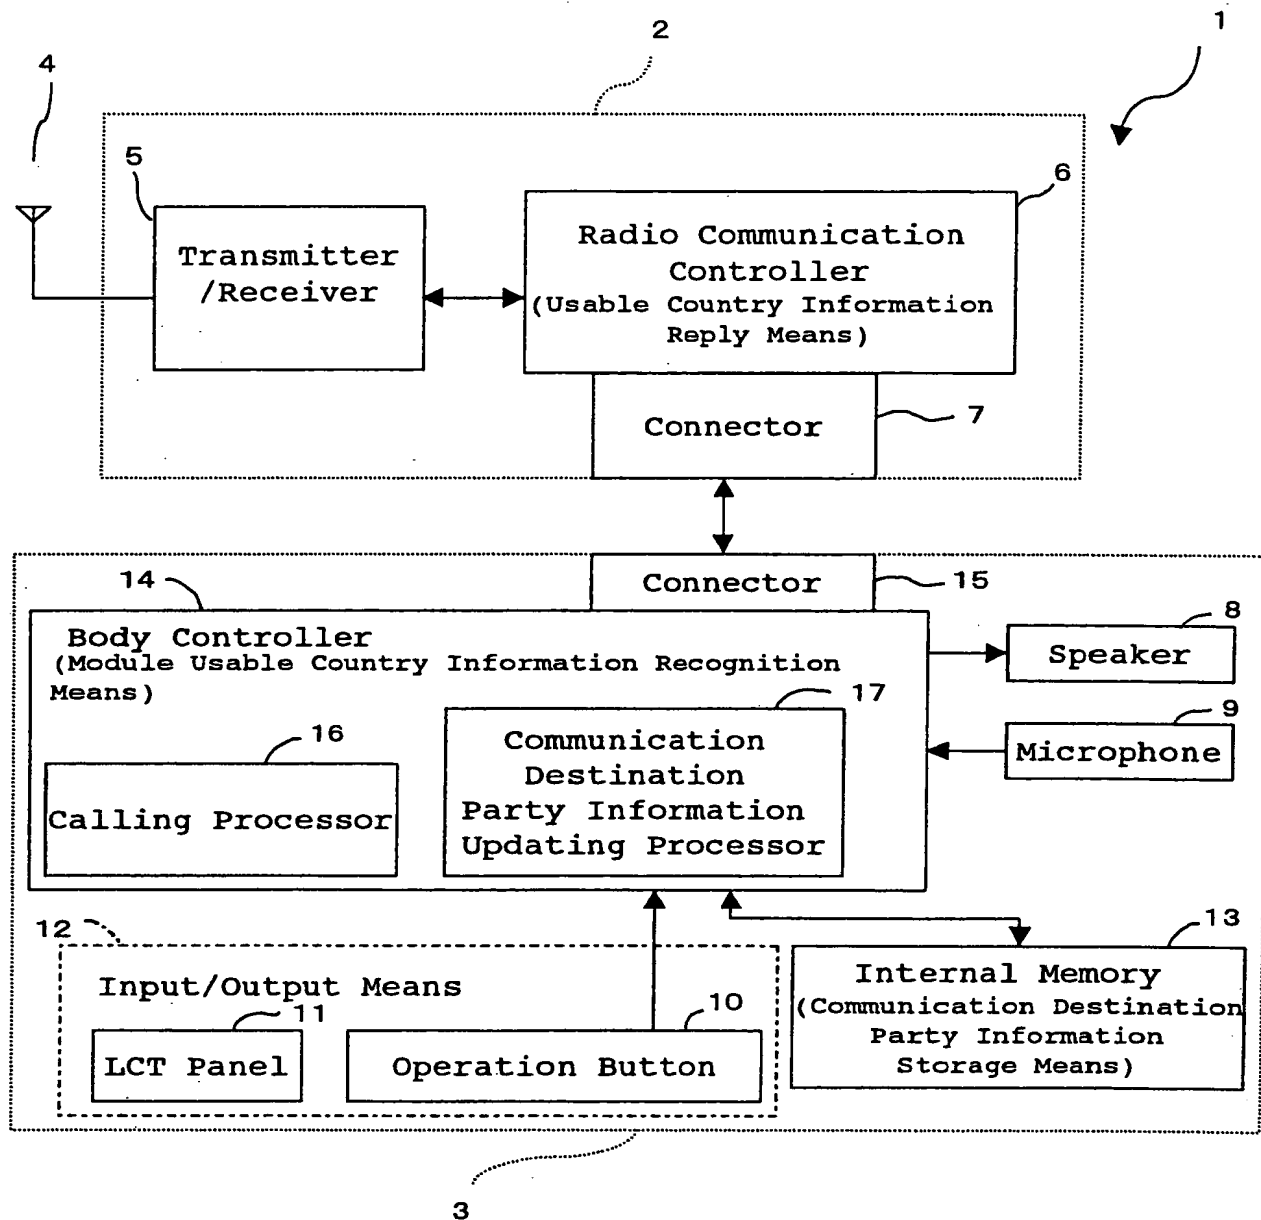 1
2
4
5
6
Transmitter
/Receiver
Radio Communication
Controller
(Usable Country Information
Reply Means)
Connector
7
14
Connector
15
Body Controller
(Module Usable Country Information Recognition
Means)
8
Speaker
17
9
Microphone
16
Communication
Destination
Party Information
Updating Processor
Calling Processor
12
13
Input/Output Means
11
10
LCT Panel
Operation Button
Internal Memory
(Communication Destination
Party Information
Storage Means)
3